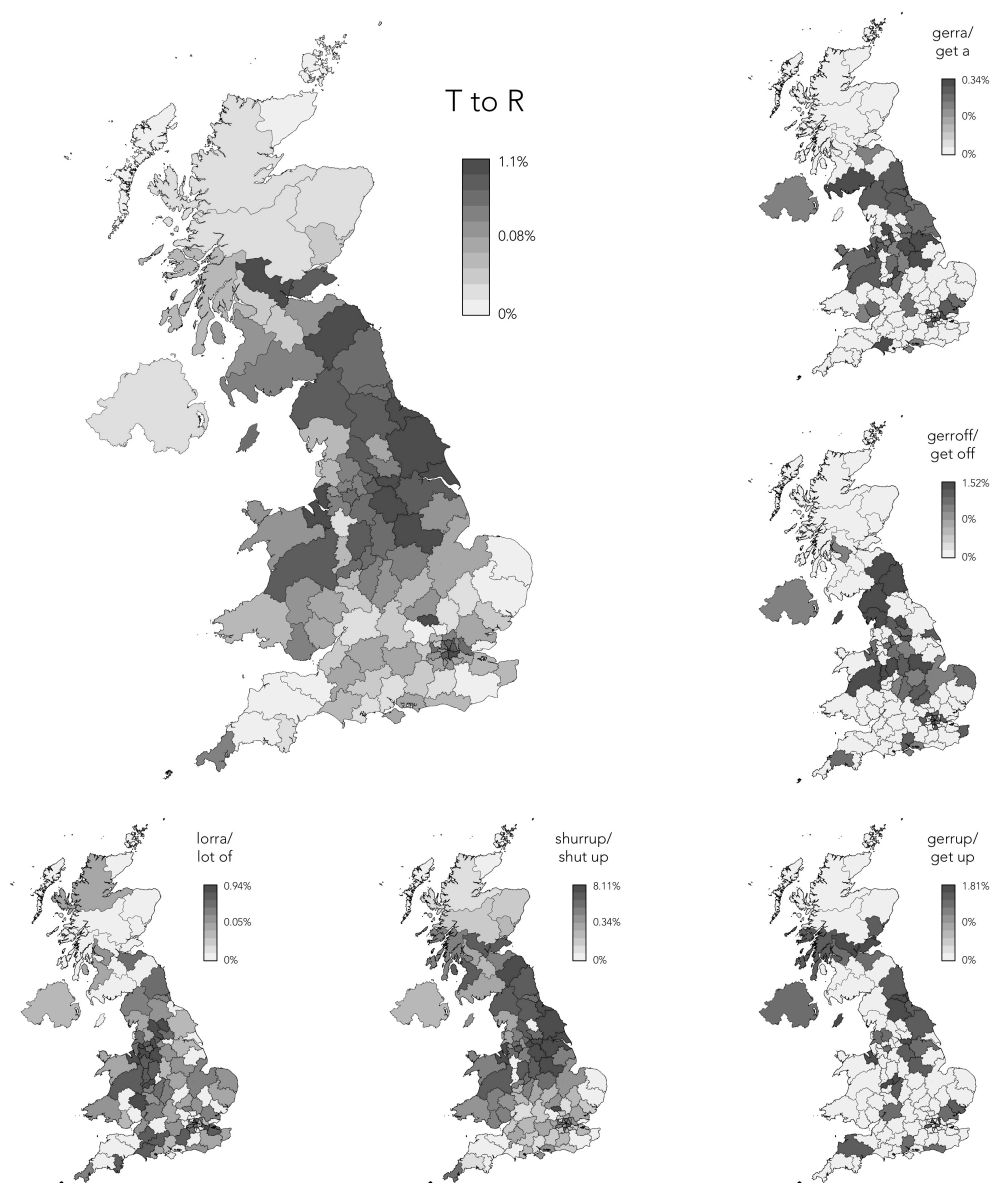 T to R
1.1%
0.08%
0%
gerra/
get a
0.34%
0%
0%
gerroff/
get off
1.52%
0%
0%
lorra/
lot of
0.94%
0.05%
0%
shurrup/
shut up
8.11%
0.34%
0%
gerrup/
get up
1.81%
0%
0%